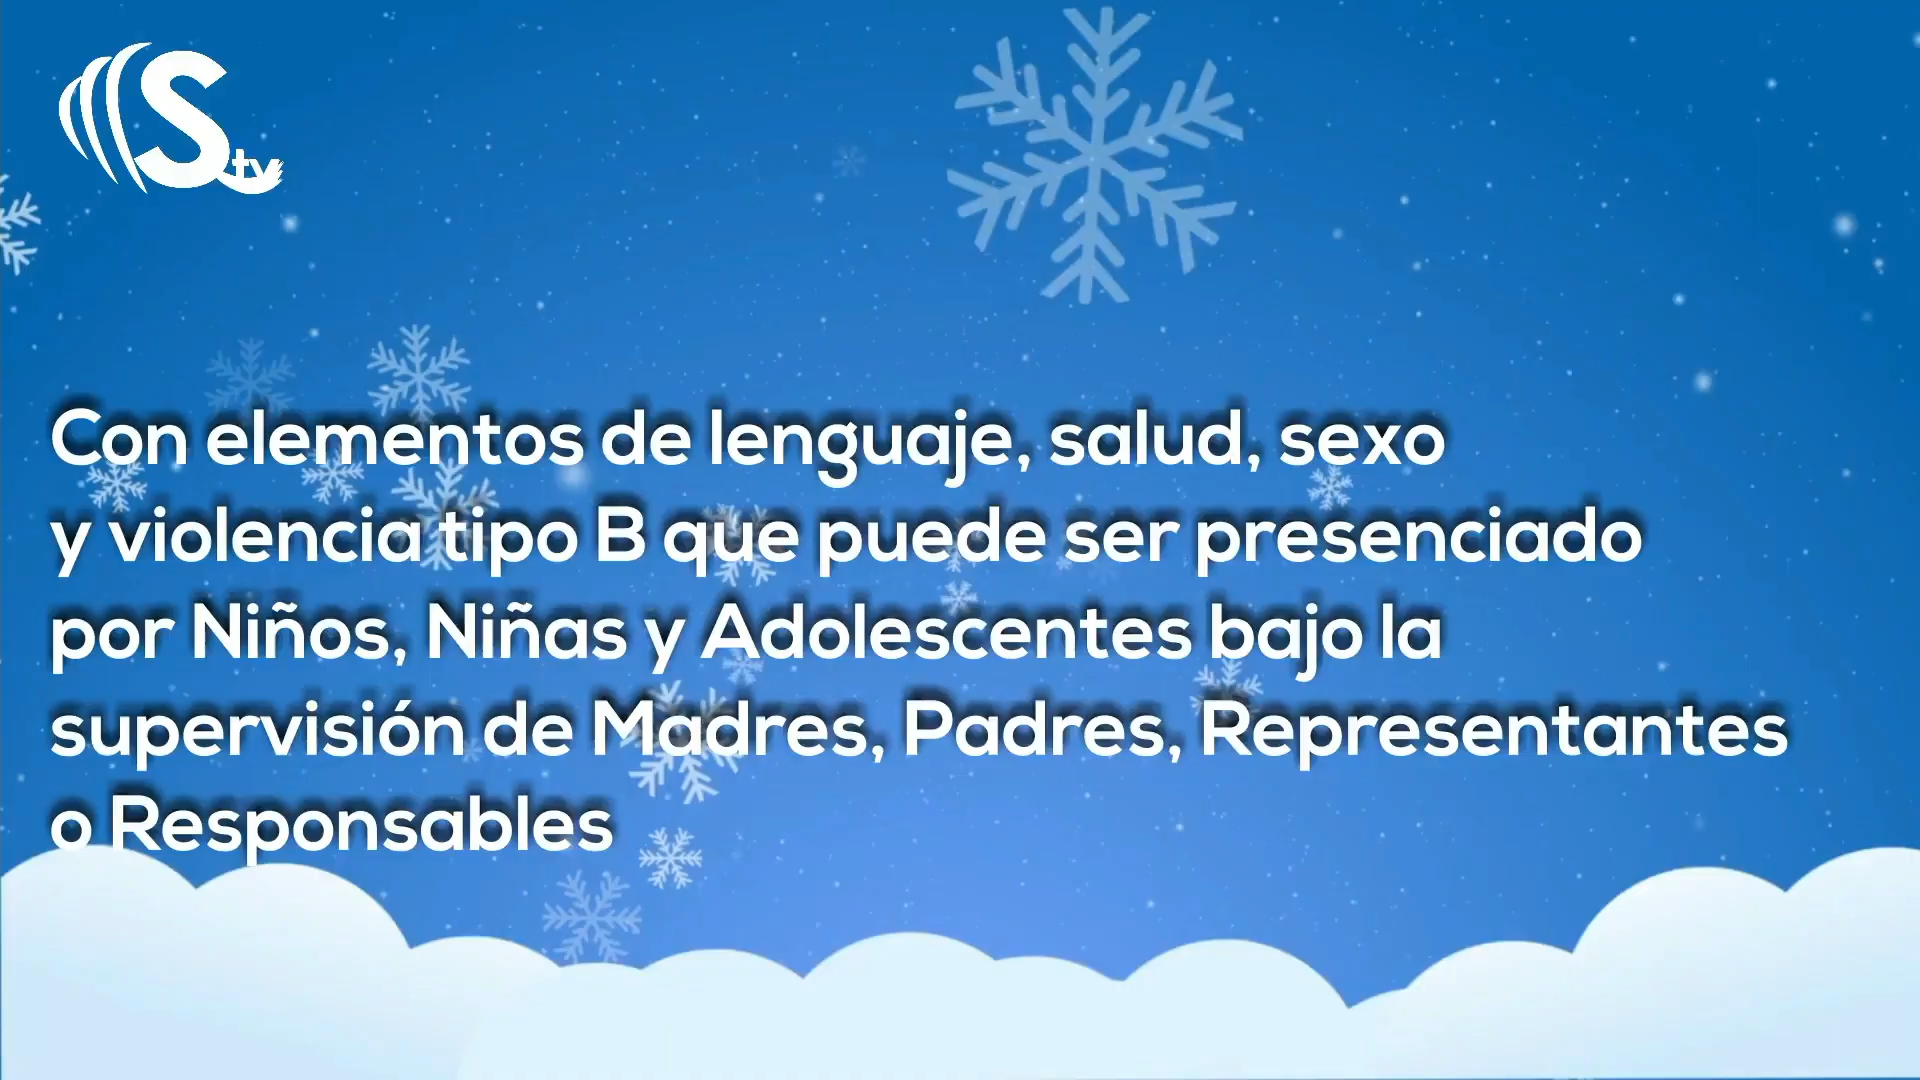 Stv
Con elementos de lenguaje, salud, sexo
y violencia tipo B que puede ser presenciado
por Niños, Niñas y Adolescentes bajo la
supervisión de Madres, Padres, Representantes
o Responsables